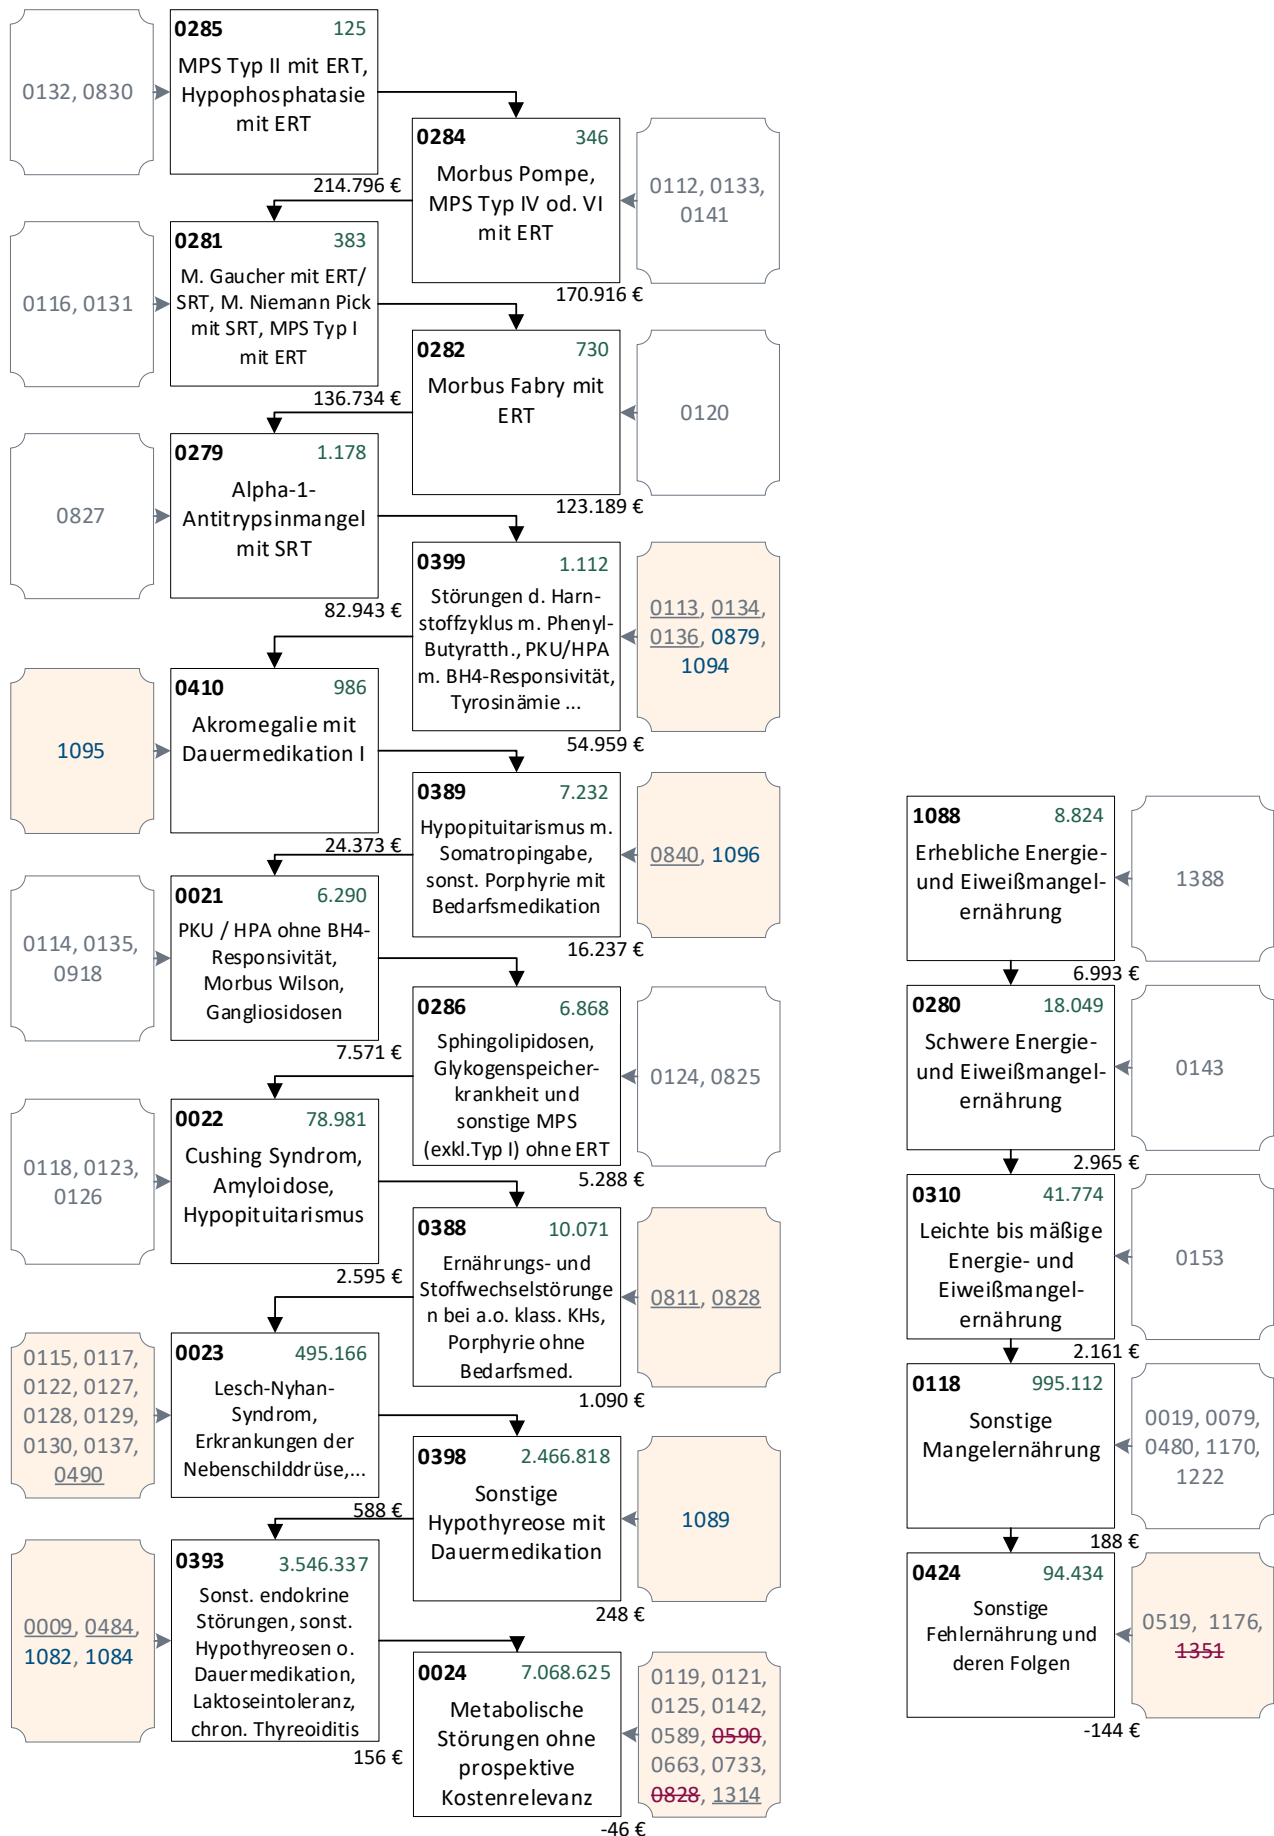 0285 125
MPS Typ II mit ERT,
Hypophosphatasie
mit ERT
0132, 0830
214.796 €
0284 346
Morbus Pompe,
MPS Typ IV od. VI
mit ERT
0112, 0133,
0141
170.916 €
0281 383
M. Gaucher mit ERT/
SRT, M. Niemann Pick
mit SRT, MPS Typ I
mit ERT
0116, 0131
136.734 €
0282 730
Morbus Fabry mit
ERT
0120
123.189 €
0279 1.178
Alpha-1-
Antitrypsinmangel
mit SRT
0827
82.943 €
0399 1.112
Störungen d. Harn-
stoffzyklus m. Phenyl-
Butyratth., PKU/HPA
m. BH4-Responsivität,
Tyrosinämie ...
0113, 0134,
0136, 0879,
1094
54.959 €
0410 986
Akromegalie mit
Dauermedikation I
1095
24.373 €
0389 7.232
Hypopituitarismus m.
Somatropingabe,
sonst. Porphyrie mit
Bedarfsmedikation
0840, 1096
16.237 €
0021 6.290
PKU / HPA ohne BH4-
Responsivität,
Morbus Wilson,
Gangliosidosen
0114, 0135,
0918
7.571 €
0286 6.868
Sphingolipidosen,
Glykogenspeicher-
krankheit und
sonstige MPS
(exkl.Typ I) ohne ERT
0124, 0825
5.288 €
0022 78.981
Cushing Syndrom,
Amyloidose,
Hypopituitarismus
0118, 0123,
0126
2.595 €
0388 10.071
Ernährungs- und
Stoffwechselstörunge
n bei a.o. klass. KHs,
Porphyrie ohne
Bedarfsmed.
0811, 0828
1.090 €
0023 495.166
Lesch-Nyhan-
Syndrom,
Erkrankungen der
Nebenschilddrüse,...
0115, 0117,
0122, 0127,
0128, 0129,
0130, 0137,
0490
588 €
0398 2.466.818
Sonstige
Hypothyreose mit
Dauermedikation
1089
248 €
0393 3.546.337
Sonst. endokrine
Störungen, sonst.
Hypothyreosen o.
Dauermedikation,
Laktoseintoleranz,
chron. Thyreoiditis
0009, 0484,
1082, 1084
156 €
0024 7.068.625
Metabolische
Störungen ohne
prospektive
Kostenrelevanz
0119, 0121,
0125, 0142,
0589, 0590,
0663, 0733,
0828, 1314
-46 €
1088 8.824
Erhebliche Energie-
und Eiweißmangel-
ernährung
1388
6.993 €
0280 18.049
Schwere Energie-
und Eiweißmangel-
ernährung
0143
2.965 €
0310 41.774
Leichte bis mäßige
Energie- und
Eiweißmangel-
ernährung
0153
2.161 €
0118 995.112
Sonstige
Mangelernährung
0019, 0079,
0480, 1170,
1222
188 €
0424 94.434
Sonstige
Fehlernährung und
deren Folgen
0519, 1176,
1351
-144 €